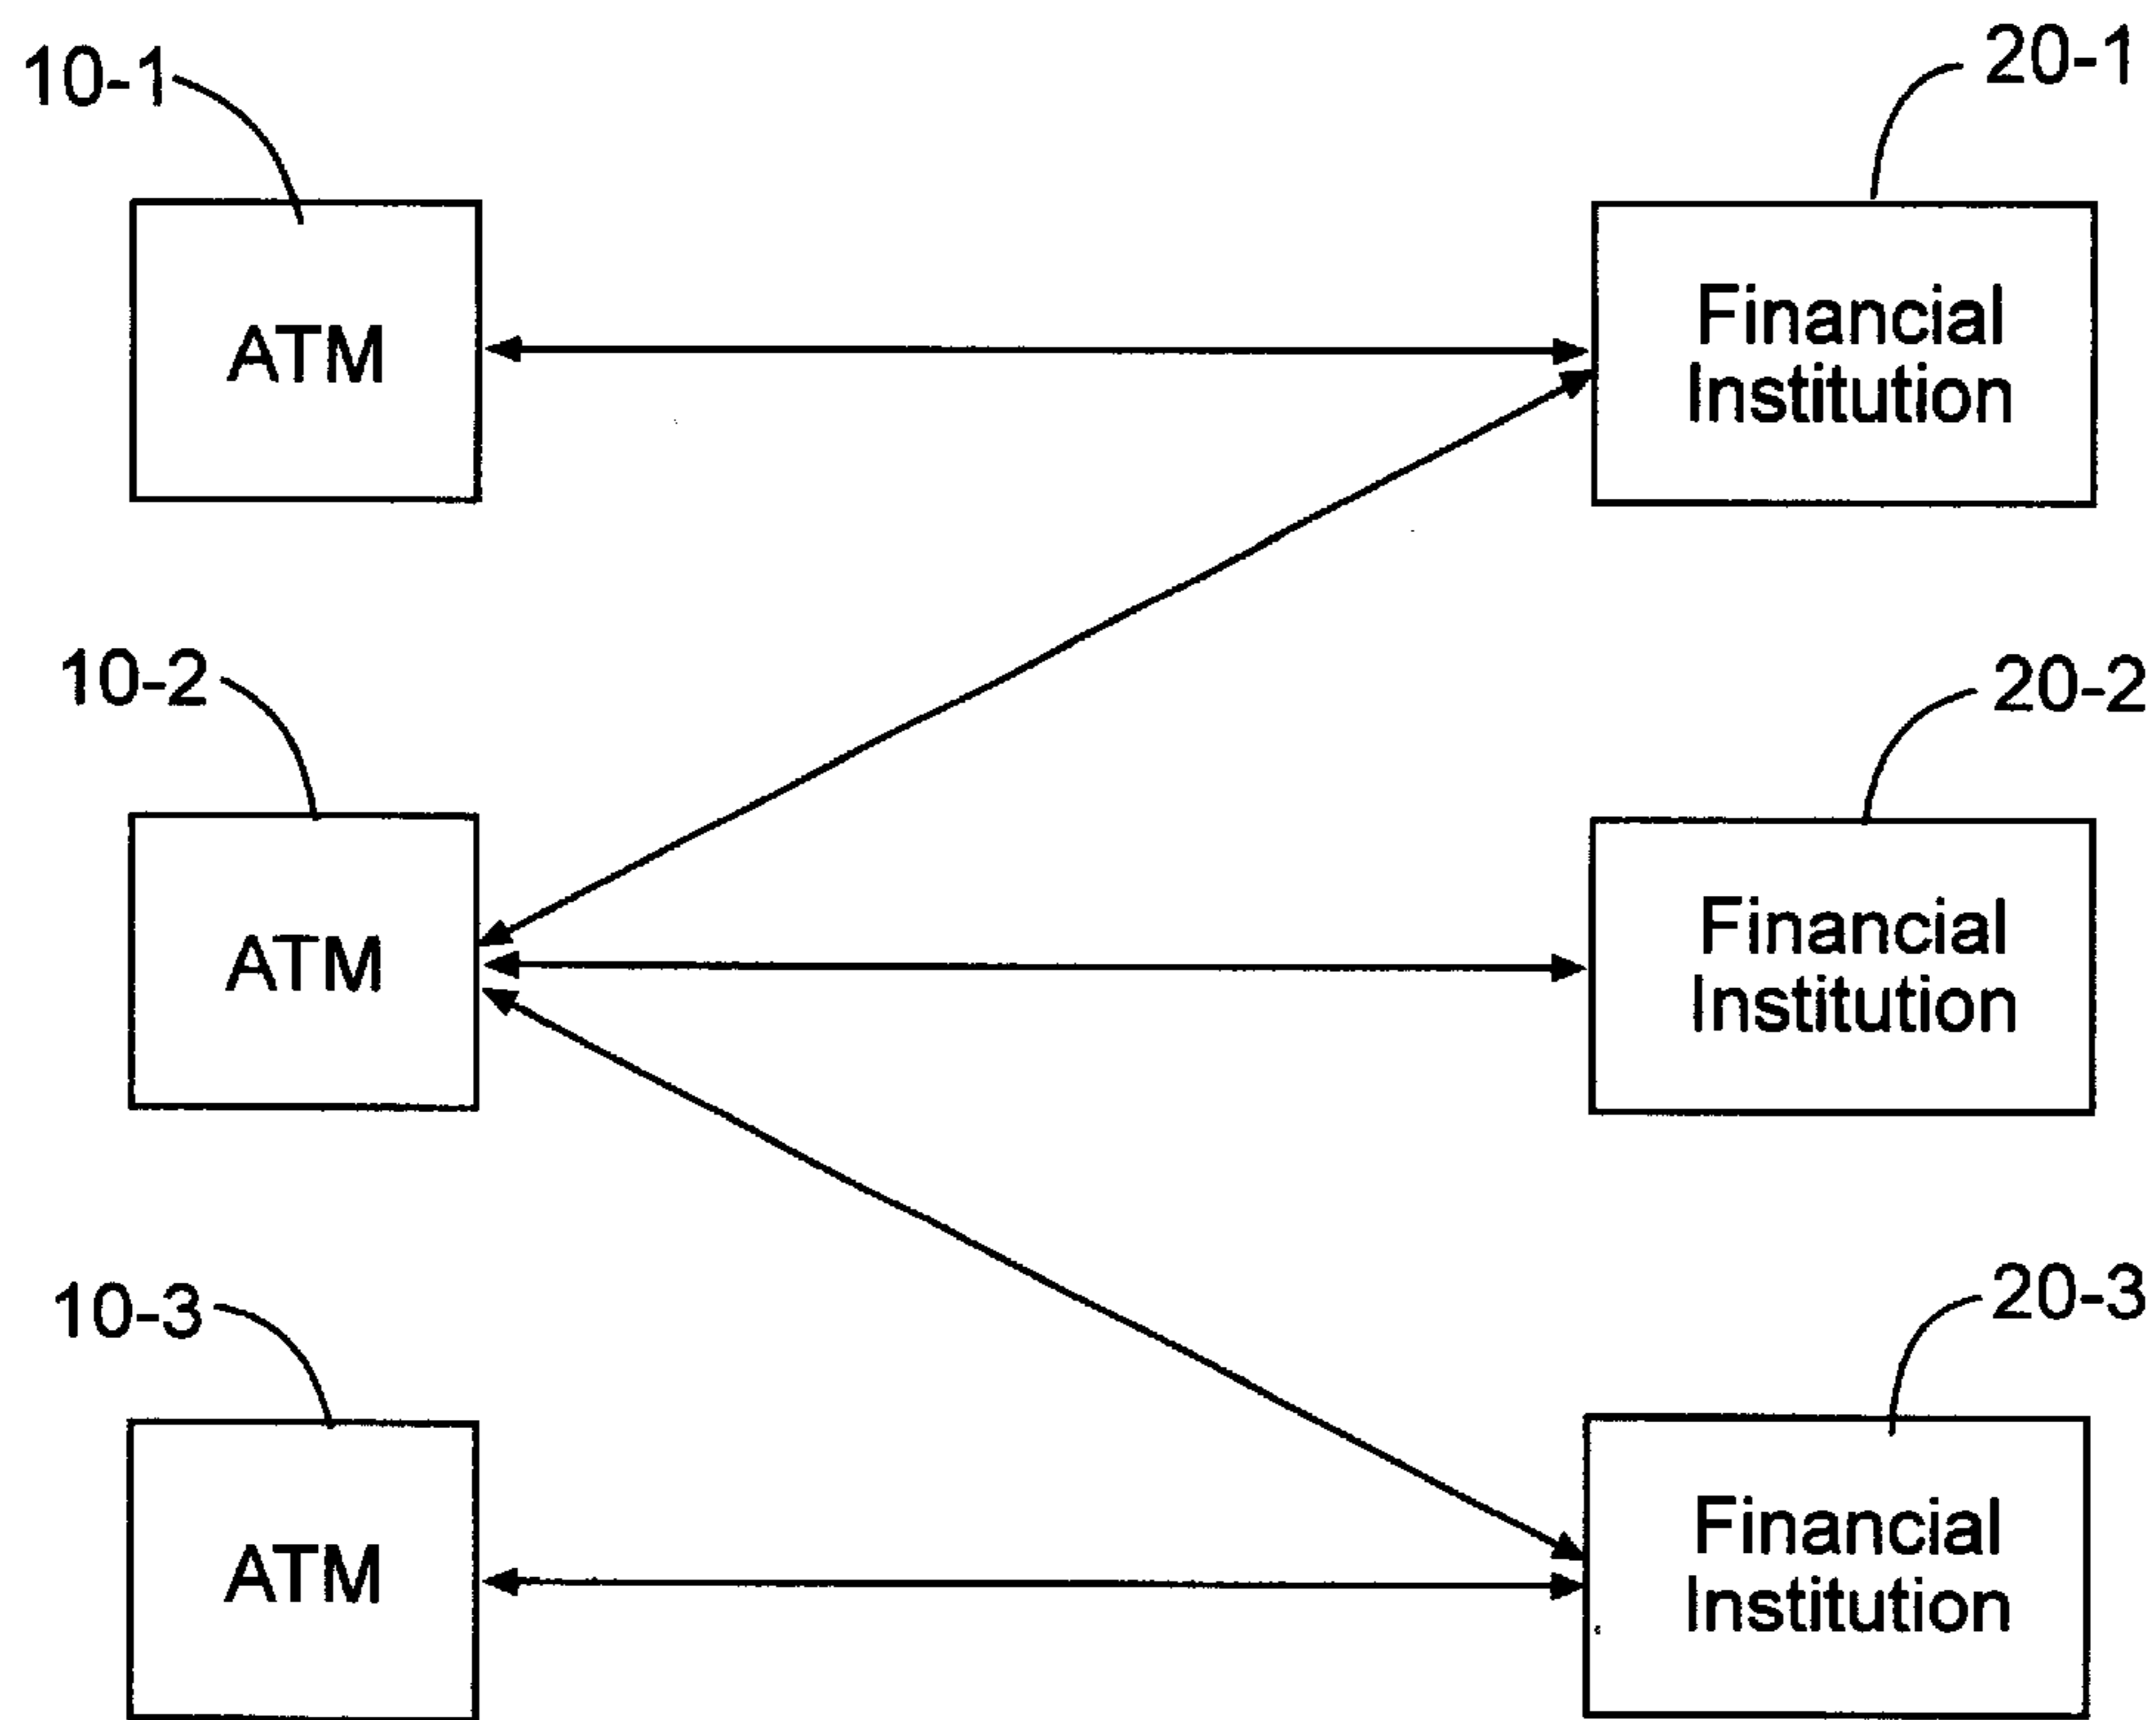 10-1
20-1
ATM
Financial
Institution
10-2
20-2
ATM
Financial
Institution
10-3
20-3
ATM
Financial
Institution